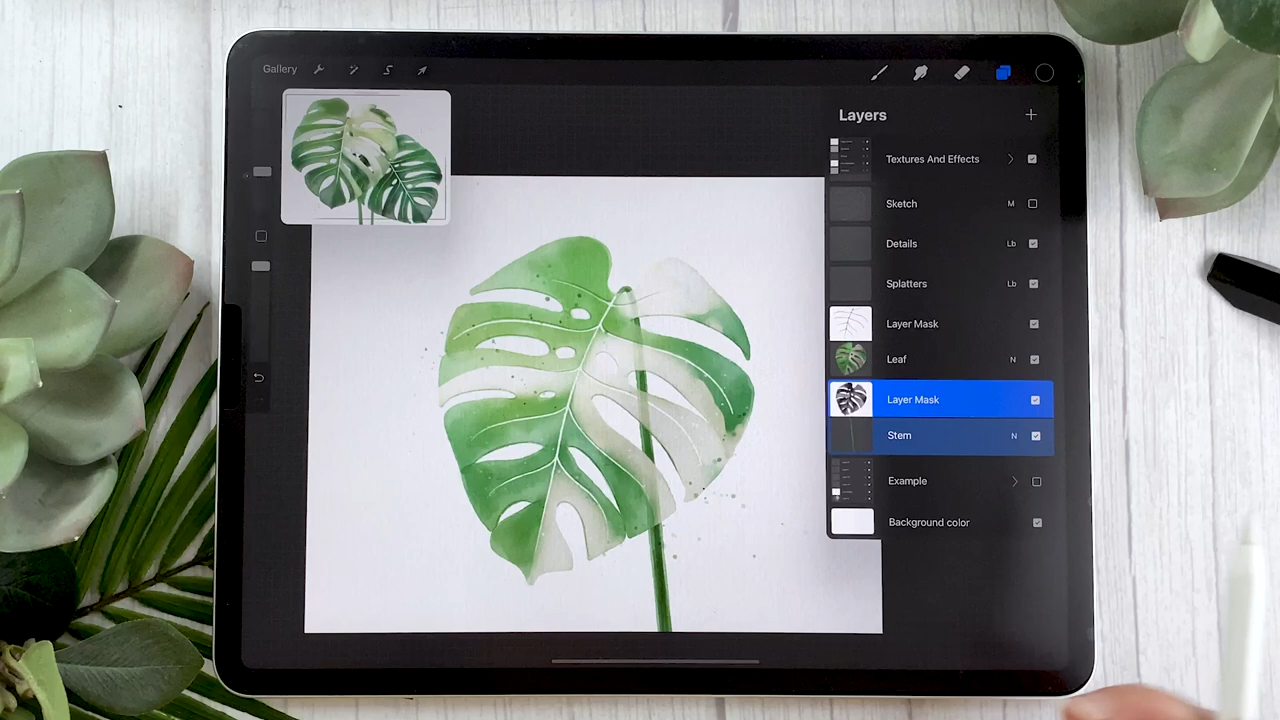 Gallery
Layers
Textures And Effects
Sketch M
Details Lb
Splatters Lb
Layer Mask
Leaf N
Layer Mask
Stem N
Example
Background color